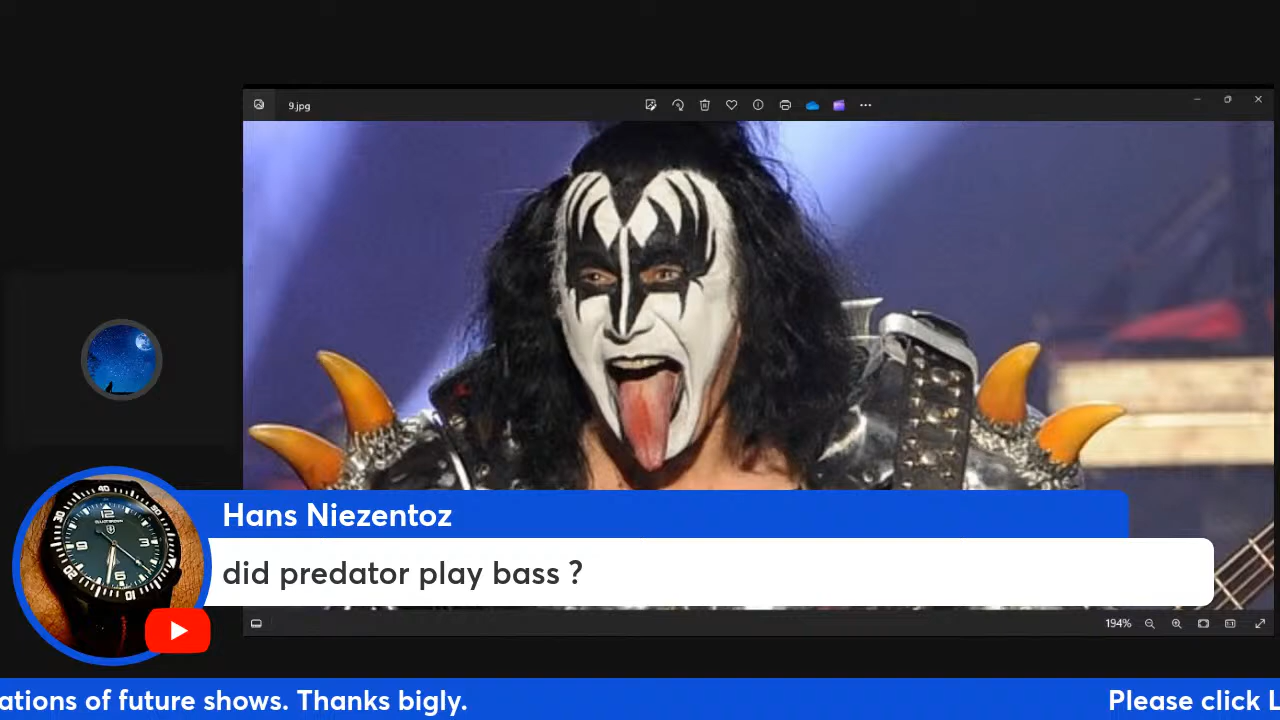 9.jpg
Hans Niezentoz
did predator play bass ?
194%
ations of future shows. Thanks bigly.
Please click L